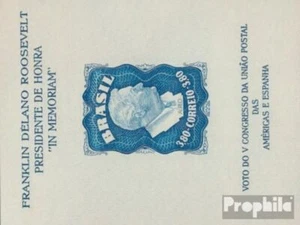 FRANKLIN DELANO ROOSEVELT
PRESIDENTE DE HONRA
"IN MEMORIAM"
BRASIL
3,80-CORREIO-3,80
VOTO DO V CONGRESSO DA UNIÃO POSTAL
DAS
AMÉRICAS E ESPANHA
Prophila